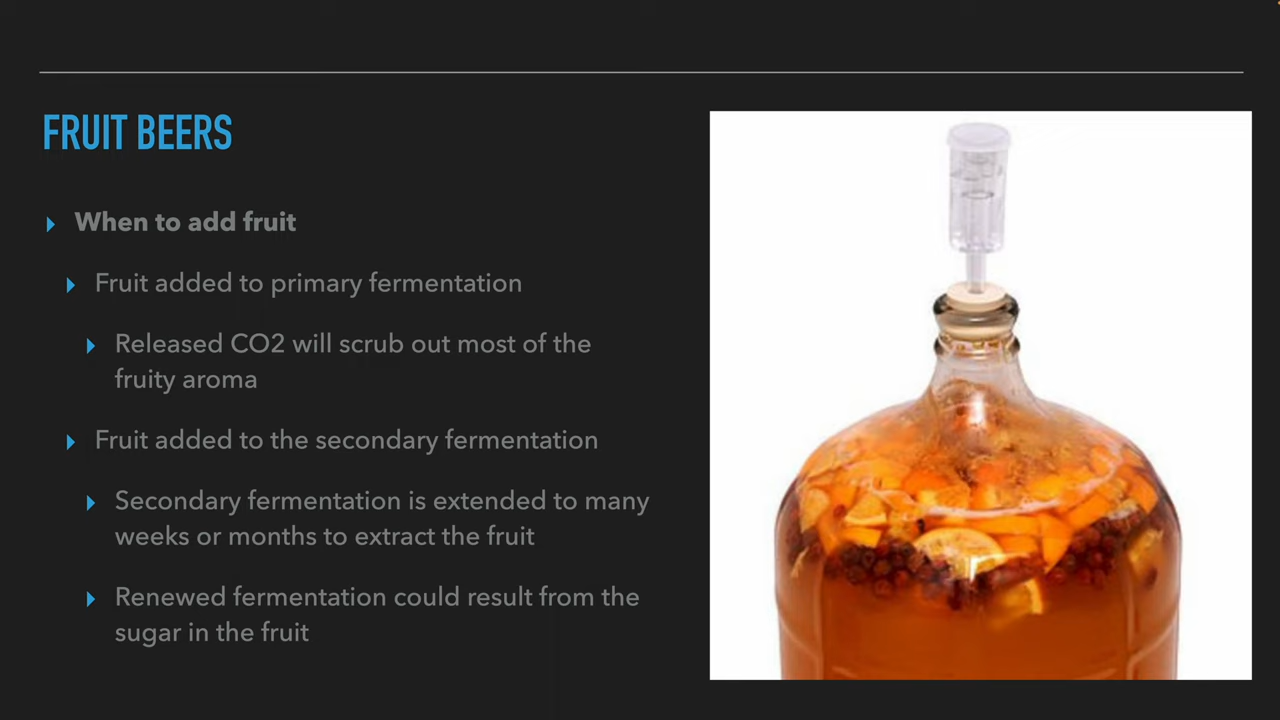 FRUIT BEERS
When to add fruit
Fruit added to primary fermentation
Released CO2 will scrub out most of the
fruity aroma
Fruit added to the secondary fermentation
Secondary fermentation is extended to many
weeks or months to extract the fruit
Renewed fermentation could result from the
sugar in the fruit